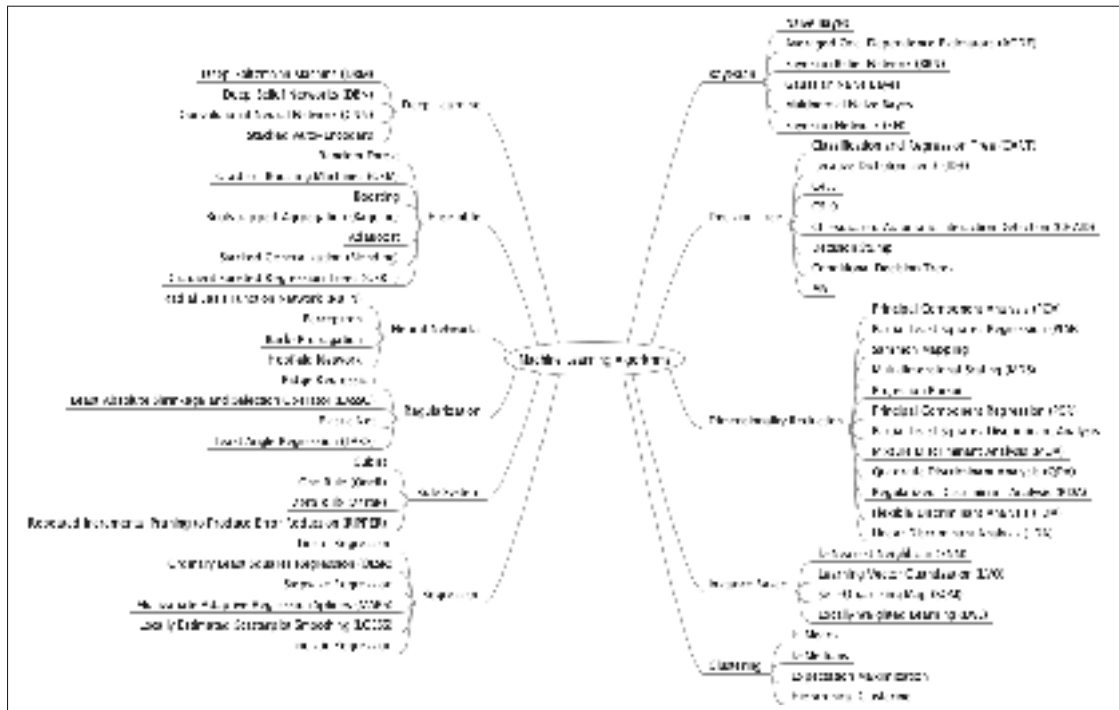 Deep Boltzmann Machine (DBM)
Deep Belief Networks (DBN)
Convolutional Neural Network (CNN)
Stacked Auto-Encoders
Deep Learning
Random Forest
Gradient Boosting Machines (GBM)
Boosting
Bootstrapped Aggregation (Bagging)
AdaBoost
Stacked Generalization (Blending)
Gradient Boosted Regression Trees (GBRT)
Ensemble
Radial Basis Function Network (RBFN)
Perceptron
Back-Propagation
Hopfield Network
Neural Networks
Ridge Regression
Least Absolute Shrinkage and Selection Operator (LASSO)
Elastic Net
Least Angle Regression (LARS)
Regularization
Cubist
One Rule (OneR)
Zero Rule (ZeroR)
Repeated Incremental Pruning to Produce Error Reduction (RIPPER)
Rule System
Linear Regression
Ordinary Least Squares Regression (OLSR)
Stepwise Regression
Multivariate Adaptive Regression Splines (MARS)
Locally Estimated Scatterplot Smoothing (LOESS)
Logistic Regression
Regression
Machine Learning Algorithms
Bayesian
Naive Bayes
Averaged One-Dependence Estimators (AODE)
Bayesian Belief Network (BBN)
Gaussian Naive Bayes
Multinomial Naive Bayes
Bayesian Network (BN)
Decision Tree
Classification and Regression Tree (CART)
Iterative Dichotomiser 3 (ID3)
C4.5
C5.0
Chi-squared Automatic Interaction Detection (CHAID)
Decision Stump
Conditional Decision Trees
M5
Dimensionality Reduction
Principal Component Analysis (PCA)
Partial Least Squares Regression (PLSR)
Sammon Mapping
Multidimensional Scaling (MDS)
Projection Pursuit
Principal Component Regression (PCR)
Partial Least Squares Discriminant Analysis
Mixture Discriminant Analysis (MDA)
Quadratic Discriminant Analysis (QDA)
Regularized Discriminant Analysis (RDA)
Flexible Discriminant Analysis (FDA)
Linear Discriminant Analysis (LDA)
Instance Based
k-Nearest Neighbour (kNN)
Learning Vector Quantization (LVQ)
Self-Organizing Map (SOM)
Locally Weighted Learning (LWL)
Clustering
k-Means
k-Medians
Expectation Maximization
Hierarchical Clustering